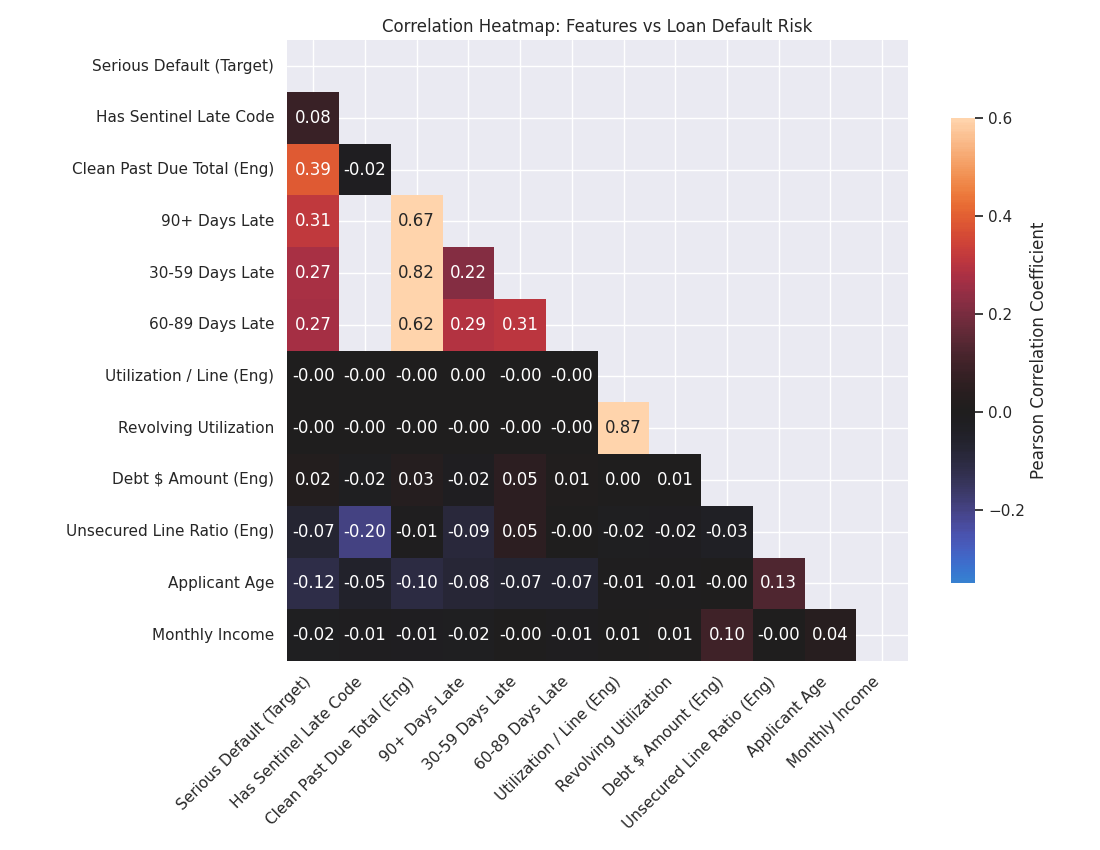 Correlation Heatmap: Features vs Loan Default Risk
Serious Default (Target)
Has Sentinel Late Code 0.08
Clean Past Due Total (Eng) 0.39 -0.02
90+ Days Late 0.31 0.67
30-59 Days Late 0.27 0.82 0.22
60-89 Days Late 0.27 0.62 0.29 0.31
Utilization / Line (Eng) -0.00 -0.00 -0.00 0.00 -0.00 -0.00
Revolving Utilization -0.00 -0.00 -0.00 -0.00 -0.00 -0.00 0.87
Debt $ Amount (Eng) 0.02 -0.02 0.03 -0.02 0.05 0.01 0.00 0.01
Unsecured Line Ratio (Eng) -0.07 -0.20 -0.01 -0.09 0.05 -0.00 -0.02 -0.02 -0.03
Applicant Age -0.12 -0.05 -0.10 -0.08 -0.07 -0.07 -0.01 -0.01 -0.00 0.13
Monthly Income -0.02 -0.01 -0.01 -0.02 -0.00 -0.01 0.01 0.01 0.10 -0.00 0.04
Serious Default (Target)
Has Sentinel Late Code
Clean Past Due Total (Eng)
90+ Days Late
30-59 Days Late
60-89 Days Late
Utilization / Line (Eng)
Revolving Utilization
Debt $ Amount (Eng)
Unsecured Line Ratio (Eng)
Applicant Age
Monthly Income
0.6
0.4
0.2
0.0
−0.2
Pearson Correlation Coefficient